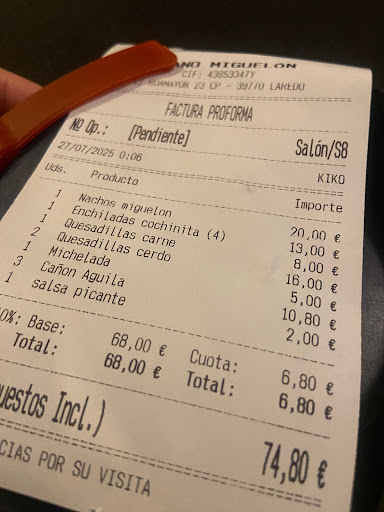 ANO MIGUELON
CIF: 43853347Y
RUAMAYOR 23 CP - 39770 LAREDO
FACTURA PROFORMA
Nº Op.: [Pendiente] Salón/S8
27/07/2025 0:06 KIKO
Uds. Producto Importe
1 Nachos miguelon 20,00 €
1 Enchiladas cochinita (4) 13,00 €
1 Quesadillas carne 8,00 €
2 Quesadillas cerdo 16,00 €
1 Michelada 5,00 €
3 Cañon Aguila 10,80 €
1 salsa picante 2,00 €
10%: Base: 68,00 € Cuota: 6,80 €
Total: 68,00 € Total: 6,80 €
uestos Incl.) 74,80 €
CIAS POR SU VISITA